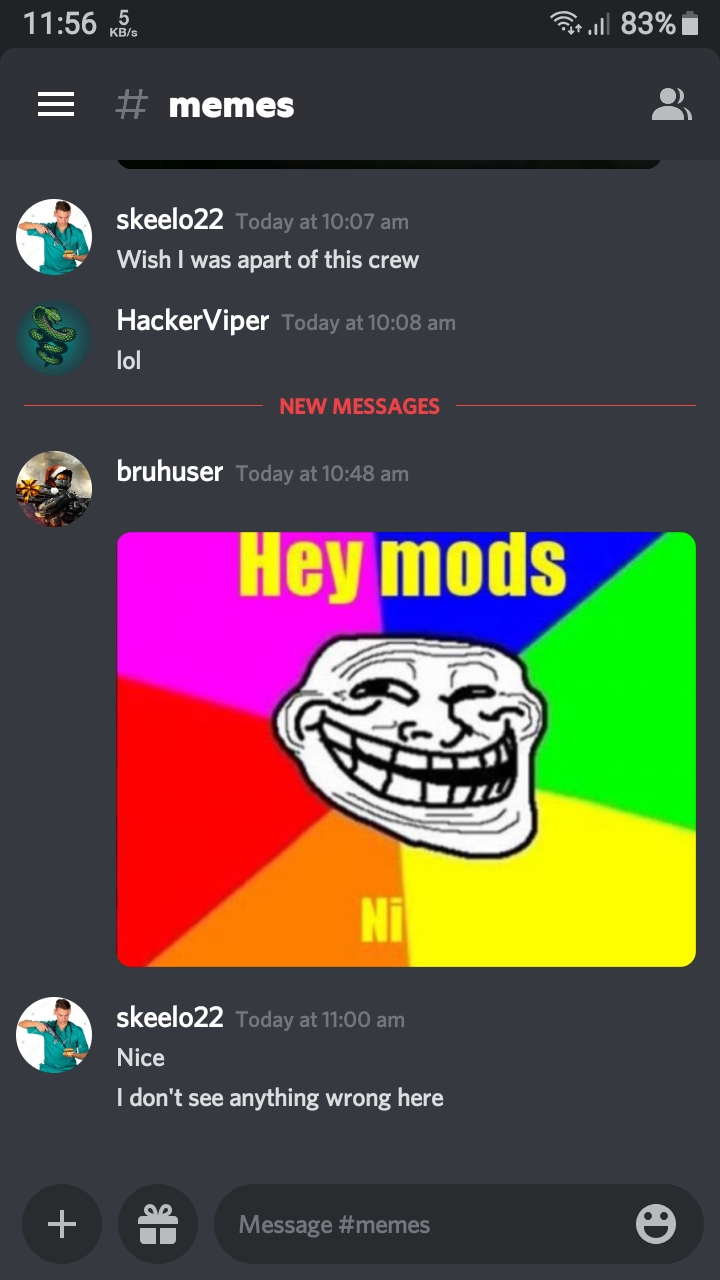 11:56 5 KB/s 83%
# memes
skeelo22 Today at 10:07 am
Wish I was apart of this crew
HackerViper Today at 10:08 am
lol
NEW MESSAGES
bruhuser Today at 10:48 am
Hey mods
Ni
skeelo22 Today at 11:00 am
Nice
I don't see anything wrong here
Message #memes